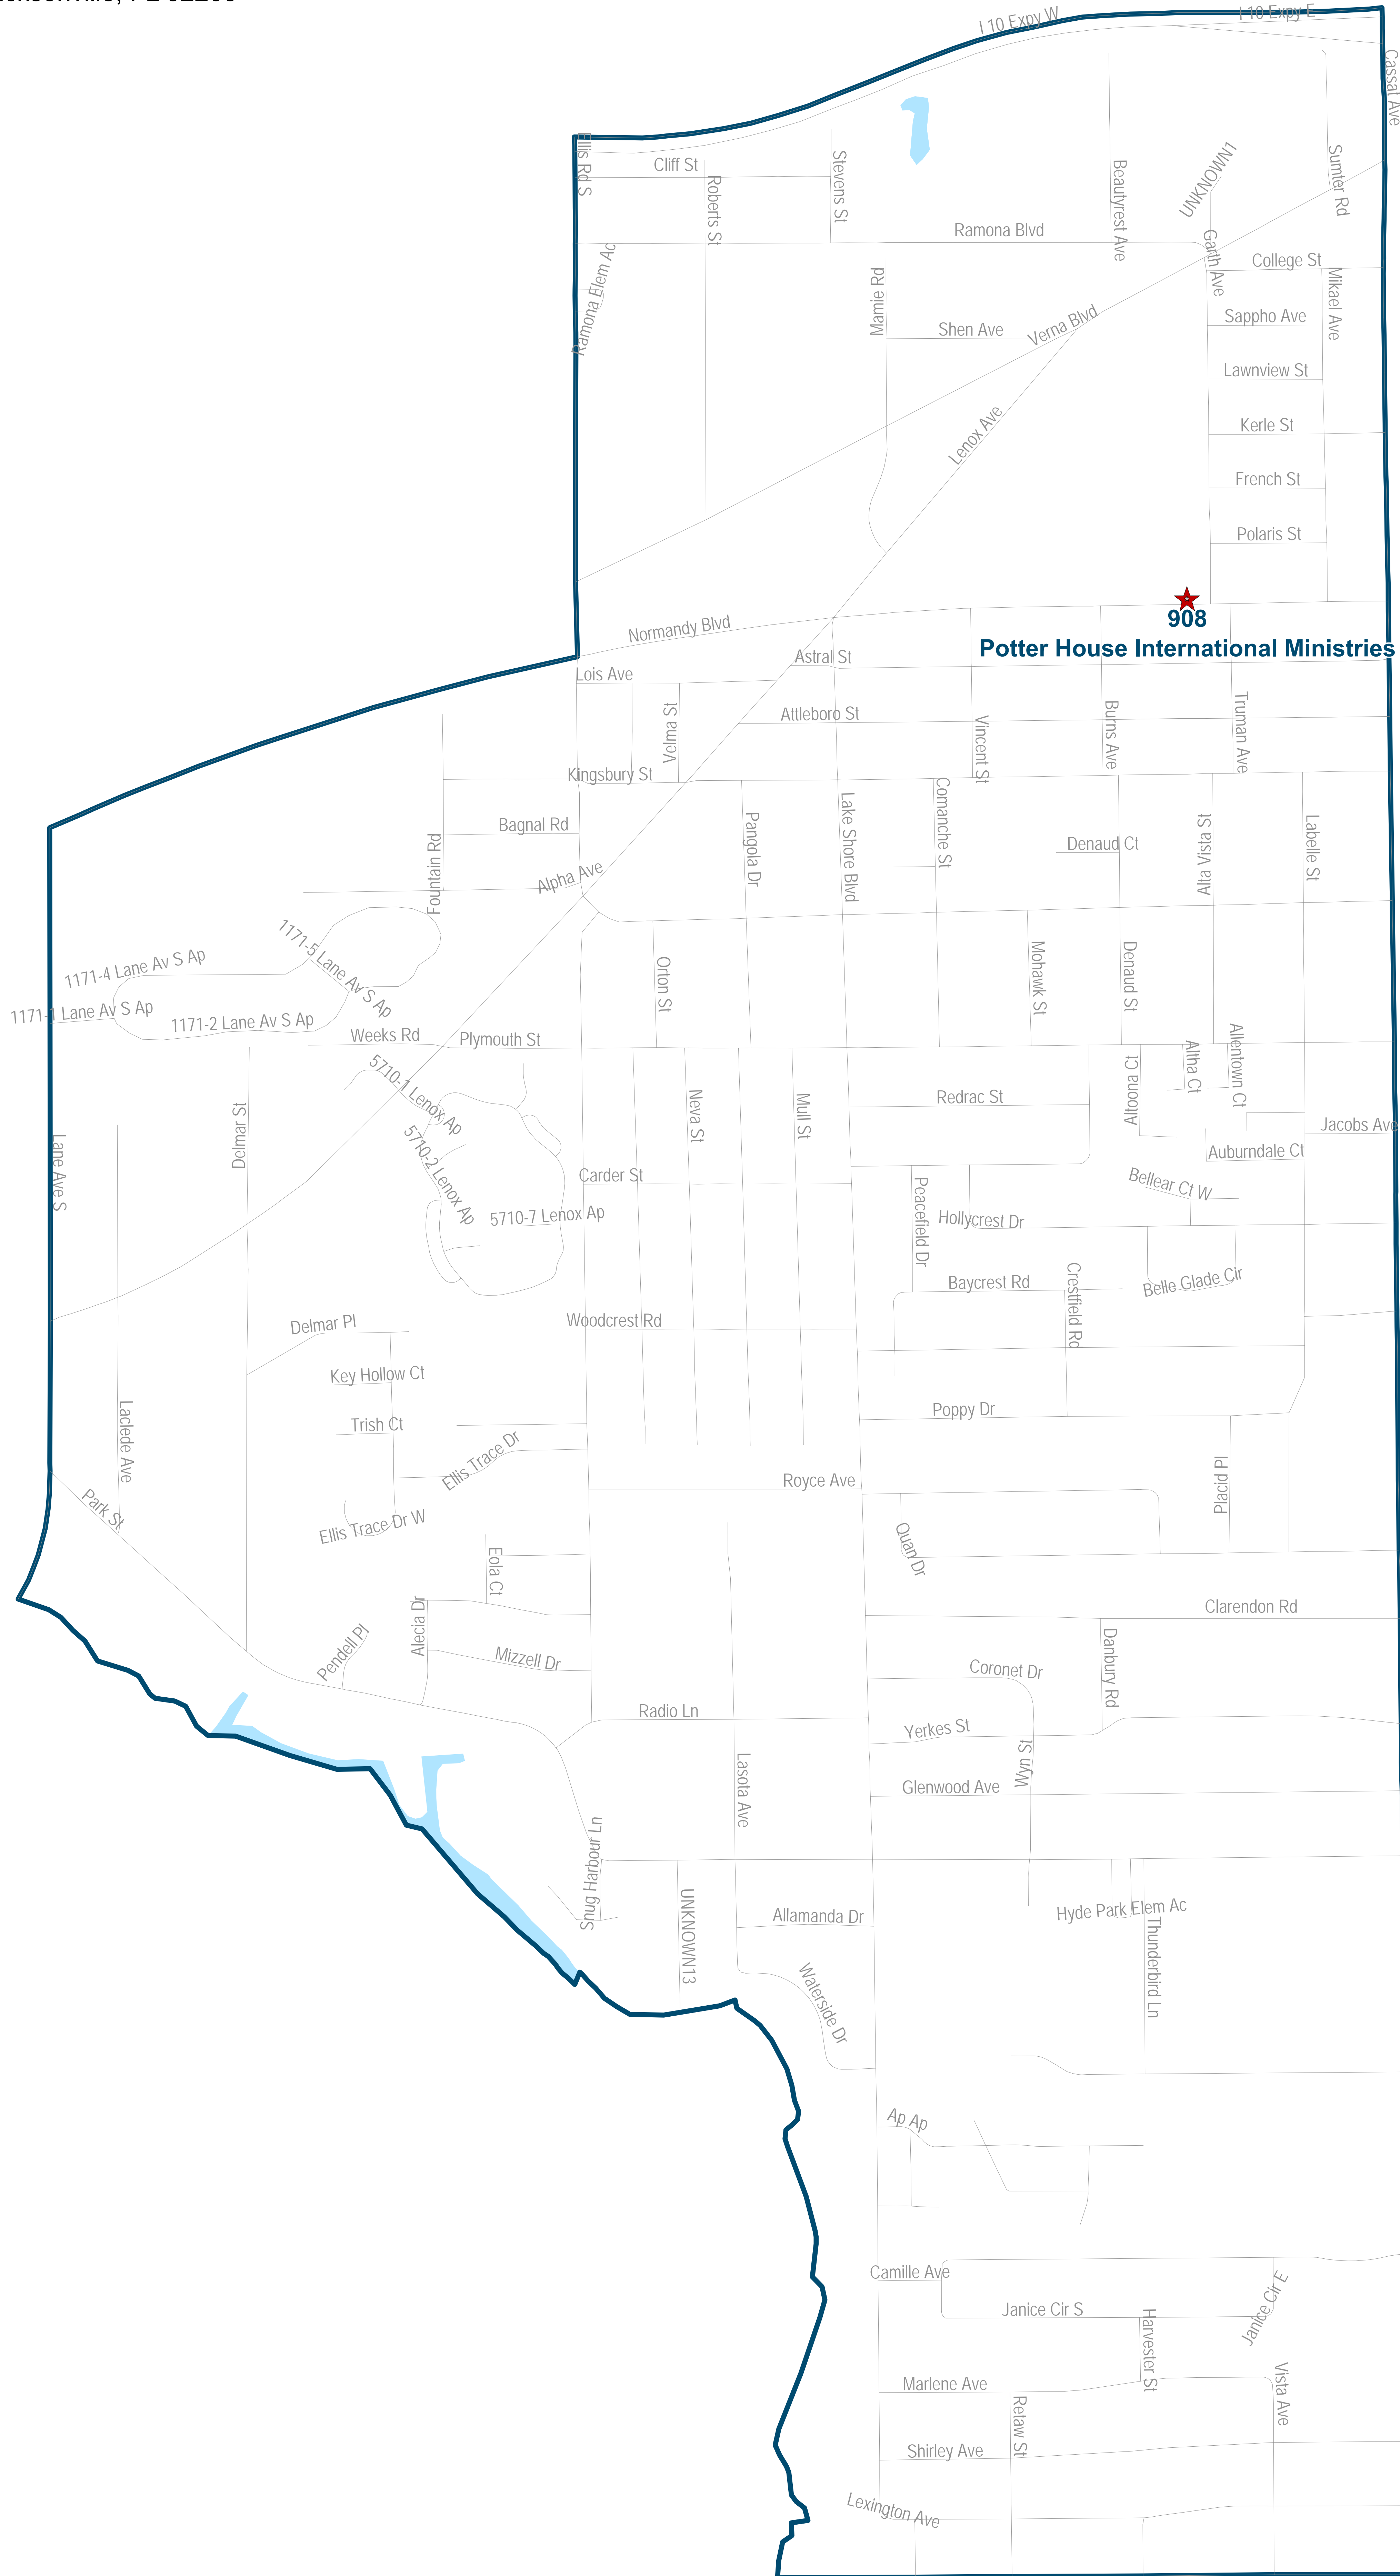 I 10 Expy W
I 10 Expy E
Cassat Ave
Ellis Rd S
Cliff St
Roberts St
Stevens St
Beautyrest Ave
UNKNOWN1
Sumter Rd
Ramona Blvd
Ramona Elem Ac
Garth Ave
College St
Mikael Ave
Mamie Rd
Shen Ave
Verna Blvd
Sappho Ave
Lawnview St
Lenox Ave
Kerle St
French St
Polaris St
908
Potter House International Ministries
Normandy Blvd
Astral St
Lois Ave
Velma St
Attleboro St
Vincent St
Burns Ave
Truman Ave
Kingsbury St
Comanche St
Bagnal Rd
Pangola Dr
Lake Shore Blvd
Denaud Ct
Alta Vista St
Labelle St
Fountain Rd
Alpha Ave
1171-5 Lane Av S Ap
1171-4 Lane Av S Ap
1171-1 Lane Av S Ap
1171-2 Lane Av S Ap
Orton St
Mohawk St
Denaud St
Weeks Rd
Plymouth St
5710-1 Lenox Ap
Altoona Ct
Altha Ct
Allentown Ct
Delmar St
Neva St
Mull St
Redrac St
Jacobs Ave
Lane Ave S
5710-2 Lenox Ap
Auburndale Ct
Carder St
Bellear Ct W
Peacefield Dr
5710-7 Lenox Ap
Hollycrest Dr
Baycrest Rd
Crestfield Rd
Belle Glade Cir
Delmar Pl
Woodcrest Rd
Key Hollow Ct
Laclede Ave
Trish Ct
Poppy Dr
Ellis Trace Dr
Royce Ave
Placid Pl
Park St
Ellis Trace Dr W
Quan Dr
Eola Ct
Alecia Dr
Clarendon Rd
Pendell Pl
Mizzell Dr
Coronet Dr
Danbury Rd
Radio Ln
Yerkes St
Wyn St
Lasota Ave
Glenwood Ave
Snug Harbour Ln
UNKNOWN13
Allamanda Dr
Hyde Park Elem Ac
Thunderbird Ln
Waterside Dr
Ap Ap
Camille Ave
Janice Cir S
Janice Cir E
Harvester St
Marlene Ave
Retaw St
Vista Ave
Shirley Ave
Lexington Ave